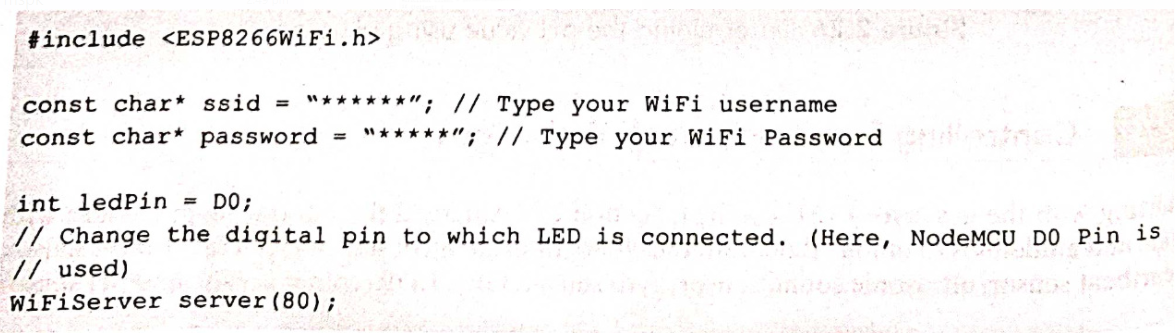 #include <ESP8266WiFi.h>
const char* ssid = "******"; // Type your WiFi username
const char* password = "*****"; // Type your WiFi Password
int ledPin = D0;
// Change the digital pin to which LED is connected. (Here, NodeMCU D0 Pin is
// used)
WiFiServer server(80);